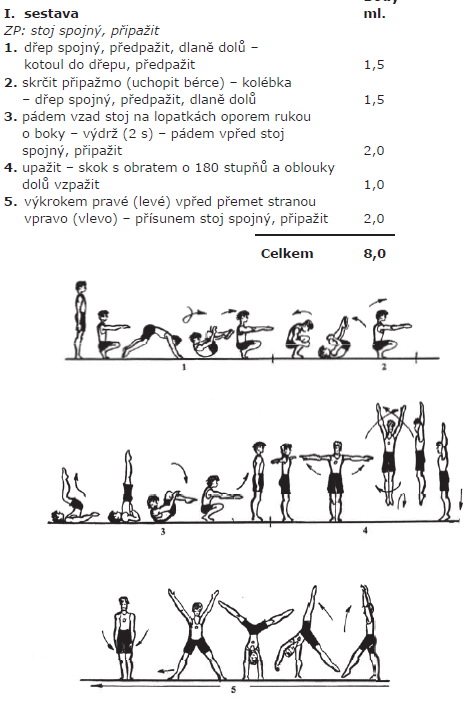 I. sestava
ml.
ZP: stoj spojný, připažit
1. dřep spojný, předpažit, dlaně dolů –
kotoul do dřepu, předpažit 1,5
2. skrčit připažmo (uchopit bérce) – kolébka
– dřep spojný, předpažit, dlaně dolů 1,5
3. pádem vzad stoj na lopatkách oporem rukou
o boky – výdrž (2 s) – pádem vpřed stoj
spojný, připažit 2,0
4. upažit – skok s obratem o 180 stupňů a oblouky
dolů vzpažit 1,0
5. výkrokem pravé (levé) vpřed přemet stranou
vpravo (vlevo) – přísunem stoj spojný, připažit 2,0
Celkem 8,0
1 2
3 4
5